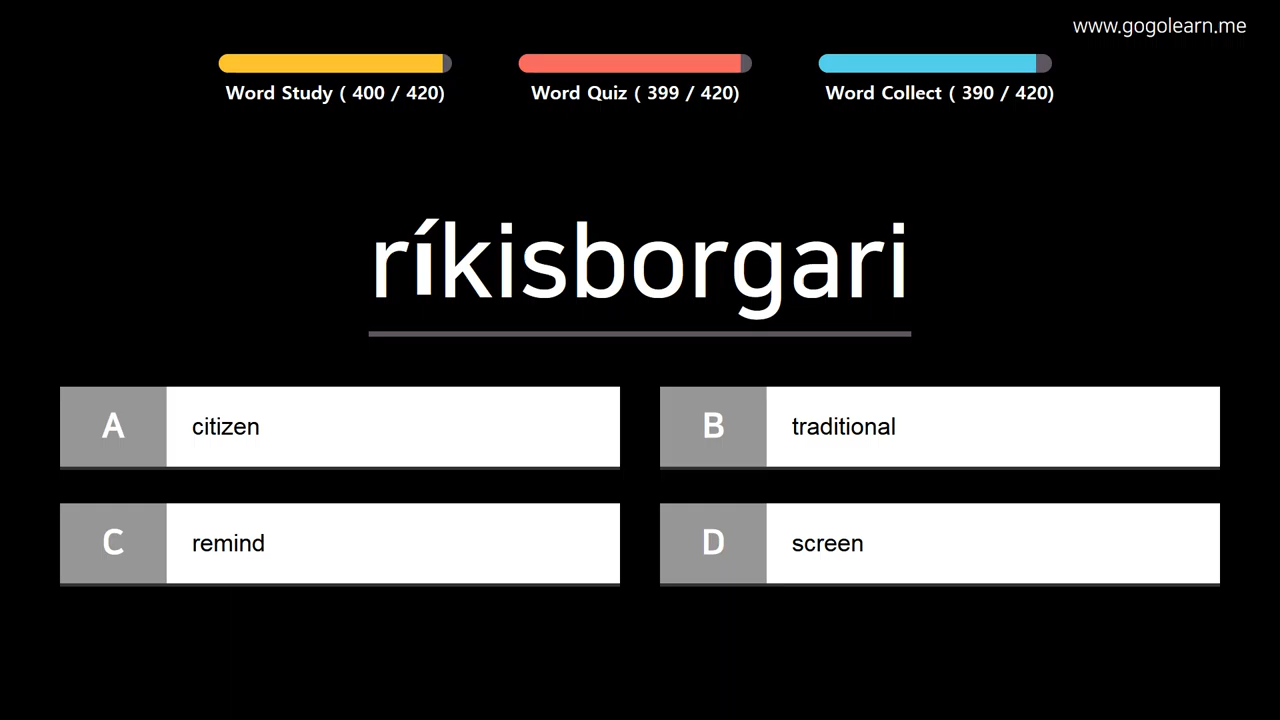 www.gogolearn.me
Word Study ( 400 / 420)
Word Quiz ( 399 / 420)
Word Collect ( 390 / 420)
ríkisborgari
A citizen
B traditional
C remind
D screen